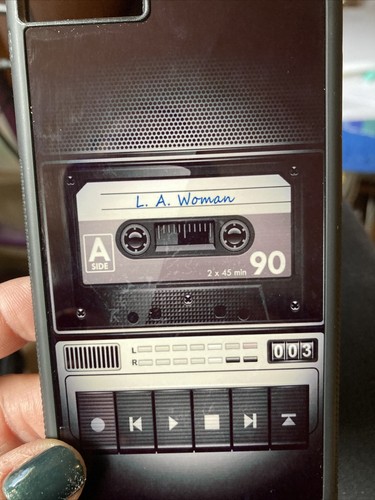 L. A. Woman
A
SIDE
2 x 45 min 90
L
R
003